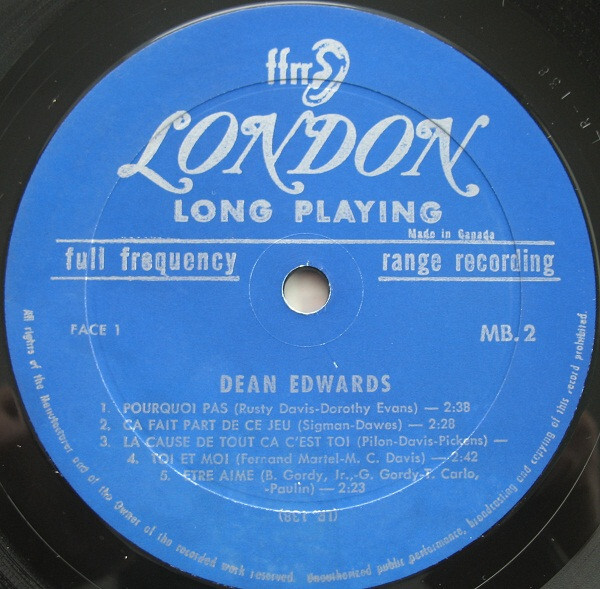 ffrr
LONDON
LONG PLAYING
Made in Canada
full frequency range recording
FACE 1 MB.2
DEAN EDWARDS
1. POURQUOI PAS (Rusty Davis-Dorothy Evans) — 2:38
2. ÇA FAIT PART DE CE JEU (Sigman-Dawes) — 2:28
3. LA CAUSE DE TOUT ÇA C'EST TOI (Pilon-Davis-Pickens) —
4. TOI ET MOI (Fernand Martel-M. C. Davis) — 2:42
5. ETRE AIME (B. Gordy, Jr.,-G. Gordy-T. Carlo,
-Paulin) — 2:23
All rights of the Manufacturer and of the Owner of the recorded work reserved. Unauthorized public performance, broadcasting and copying of this record prohibited.